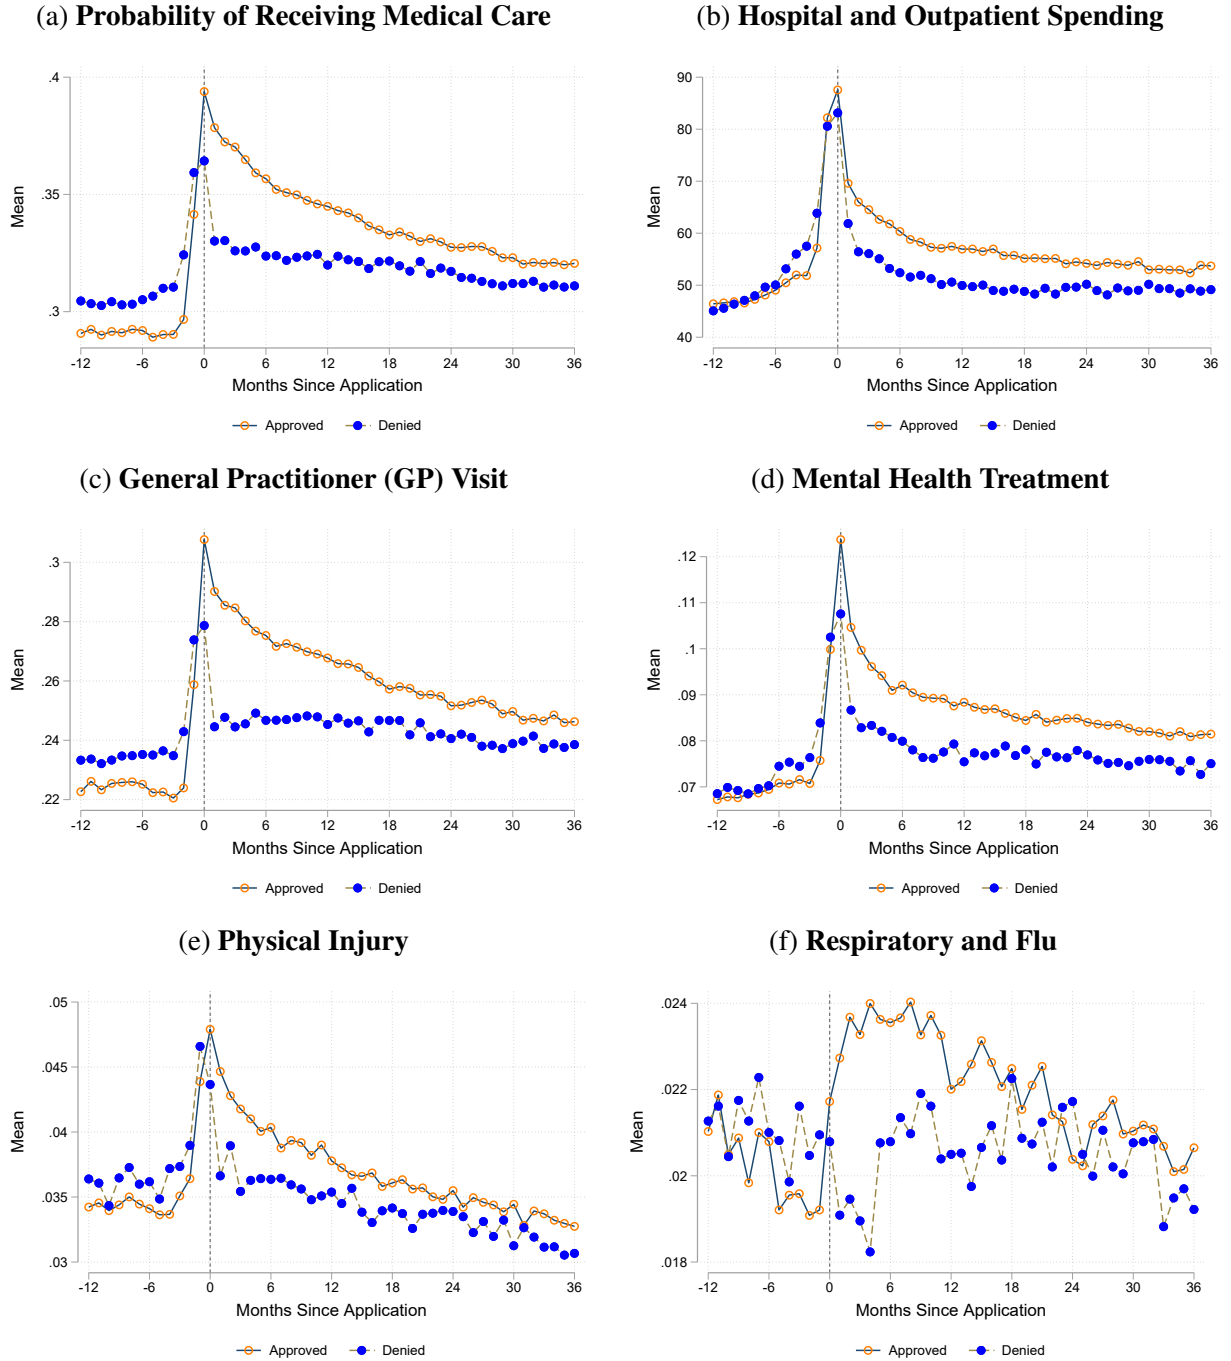 (a) Probability of Receiving Medical Care
.4
.35
.3
Mean
-12 -6 0 6 12 18 24 30 36
Months Since Application
Approved Denied
(b) Hospital and Outpatient Spending
90
80
70
60
50
40
Mean
-12 -6 0 6 12 18 24 30 36
Months Since Application
Approved Denied
(c) General Practitioner (GP) Visit
.3
.28
.26
.24
.22
Mean
-12 -6 0 6 12 18 24 30 36
Months Since Application
Approved Denied
(d) Mental Health Treatment
.12
.11
.1
.09
.08
.07
Mean
-12 -6 0 6 12 18 24 30 36
Months Since Application
Approved Denied
(e) Physical Injury
.05
.045
.04
.035
.03
Mean
-12 -6 0 6 12 18 24 30 36
Months Since Application
Approved Denied
(f) Respiratory and Flu
.024
.022
.02
.018
Mean
-12 -6 0 6 12 18 24 30 36
Months Since Application
Approved Denied